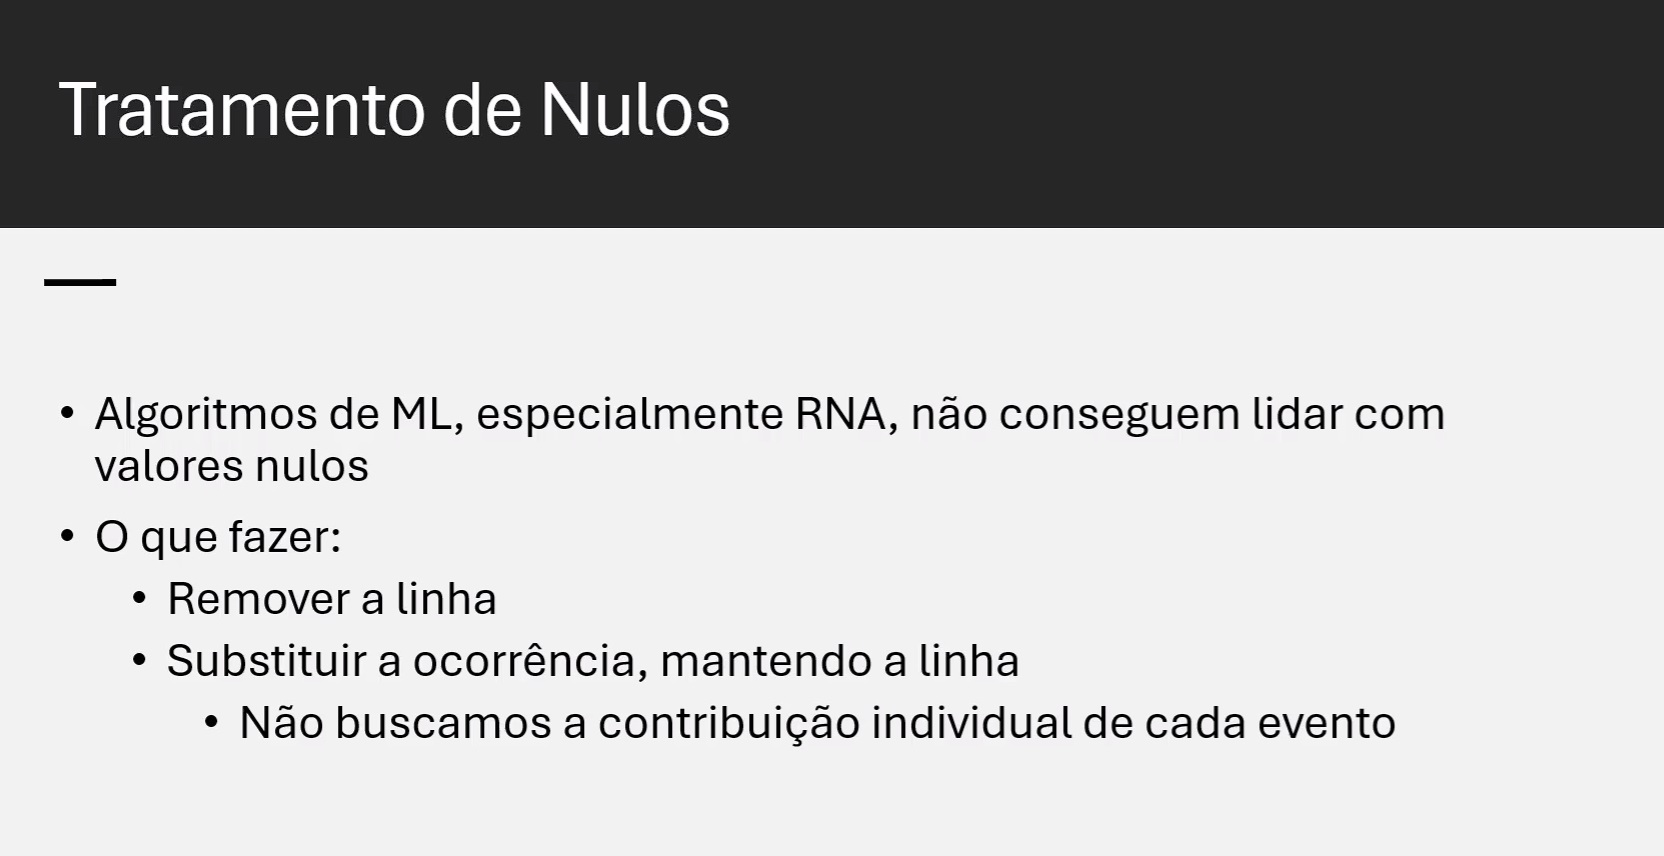 Tratamento de Nulos
• Algoritmos de ML, especialmente RNA, não conseguem lidar com
valores nulos
• O que fazer:
• Remover a linha
• Substituir a ocorrência, mantendo a linha
• Não buscamos a contribuição individual de cada evento